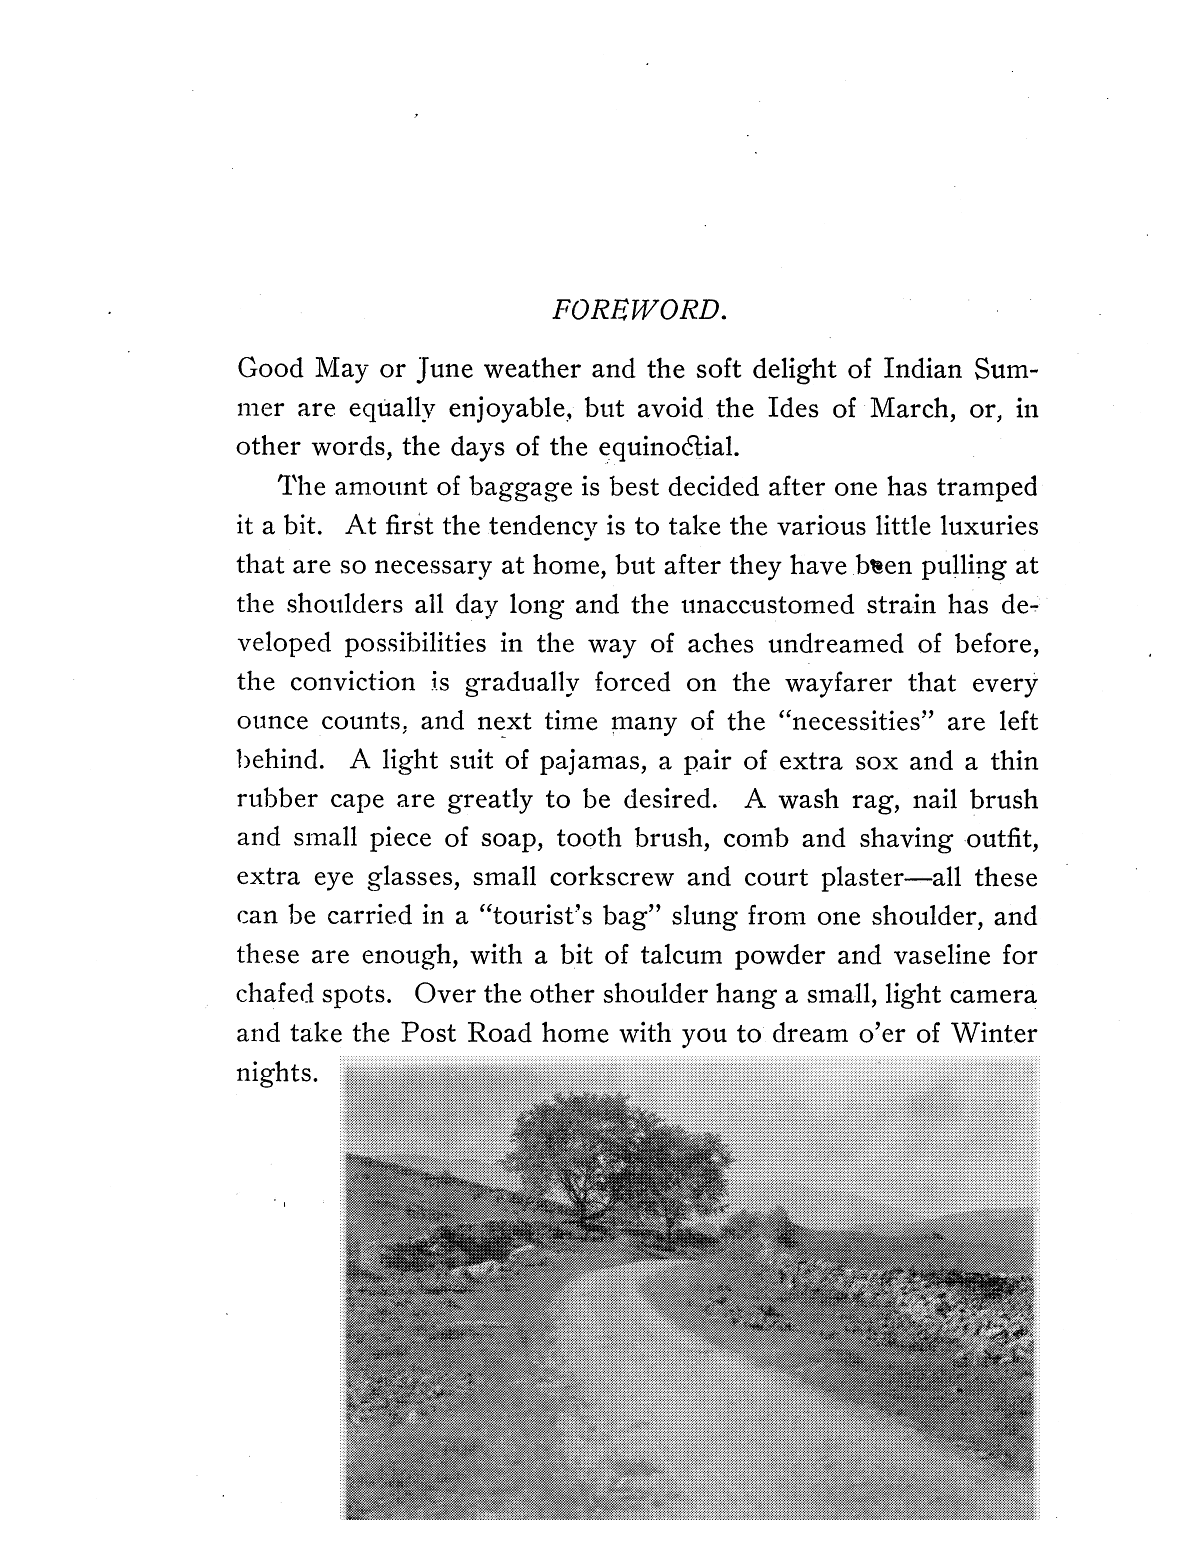 FOREWORD.
Good May or June weather and the soft delight of Indian Sum-
mer are equally enjoyable, but avoid the Ides of March, or, in
other words, the days of the equinoctial.
The amount of baggage is best decided after one has tramped
it a bit. At first the tendency is to take the various little luxuries
that are so necessary at home, but after they have been pulling at
the shoulders all day long and the unaccustomed strain has de-
veloped possibilities in the way of aches undreamed of before,
the conviction is gradually forced on the wayfarer that every
ounce counts, and next time many of the “necessities” are left
behind. A light suit of pajamas, a pair of extra sox and a thin
rubber cape are greatly to be desired. A wash rag, nail brush
and small piece of soap, tooth brush, comb and shaving outfit,
extra eye glasses, small corkscrew and court plaster—all these
can be carried in a “tourist’s bag” slung from one shoulder, and
these are enough, with a bit of talcum powder and vaseline for
chafed spots. Over the other shoulder hang a small, light camera
and take the Post Road home with you to dream o’er of Winter
nights.